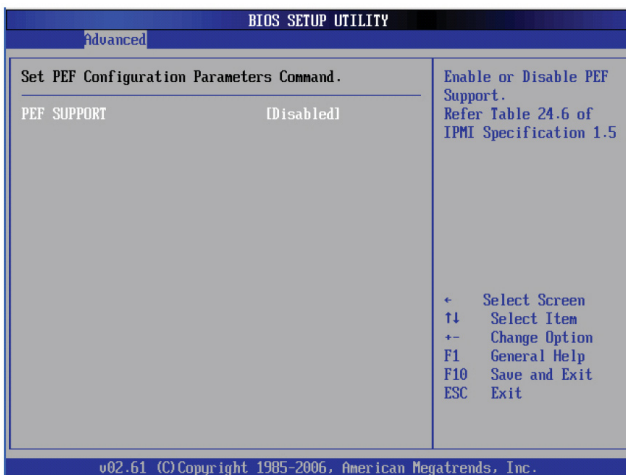 BIOS SETUP UTILITY
Advanced
Set PEF Configuration Parameters Command.
PEF SUPPORT [Disabled]
Enable or Disable PEF
Support.
Refer Table 24.6 of
IPMI Specification 1.5
← Select Screen
↑↓ Select Item
+- Change Option
F1 General Help
F10 Save and Exit
ESC Exit
v02.61 (C)Copyright 1985-2006, American Megatrends, Inc.